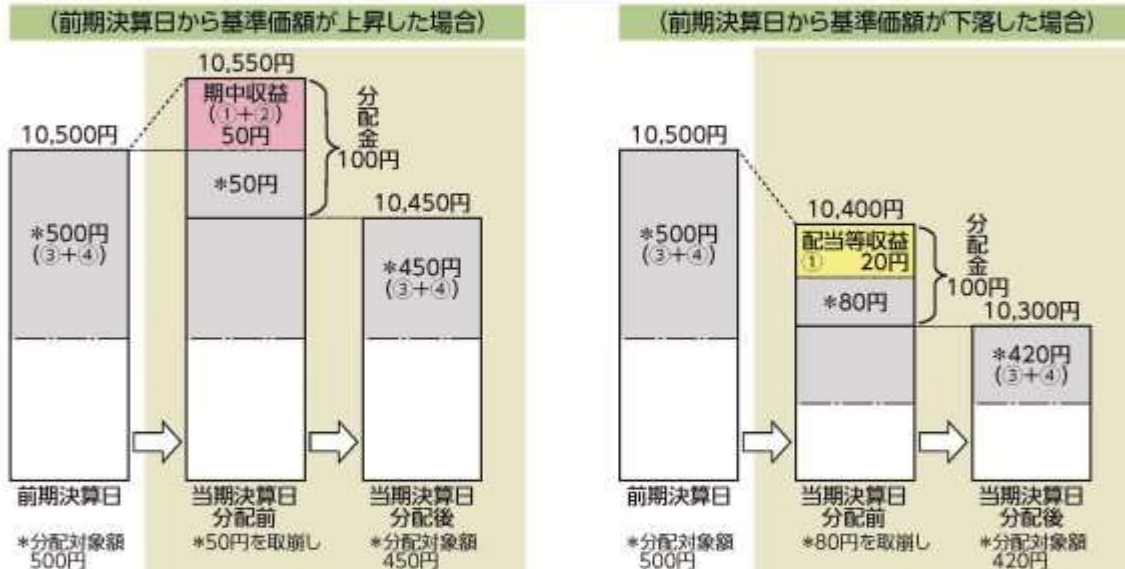 (前期決算日から基準価額が上昇した場合)
10,550円
期中収益
(①+②)
50円
*50円
分配金
100円
10,500円
*500円
(③+④)
10,450円
*450円
(③+④)
前期決算日
*分配対象額
500円
当期決算日
分配前
*50円を取崩し
当期決算日
分配後
*分配対象額
450円
(前期決算日から基準価額が下落した場合)
10,500円
*500円
(③+④)
10,400円
配当等収益
① 20円
*80円
分配金
100円
10,300円
*420円
(③+④)
前期決算日
*分配対象額
500円
当期決算日
分配前
*80円を取崩し
当期決算日
分配後
*分配対象額
420円